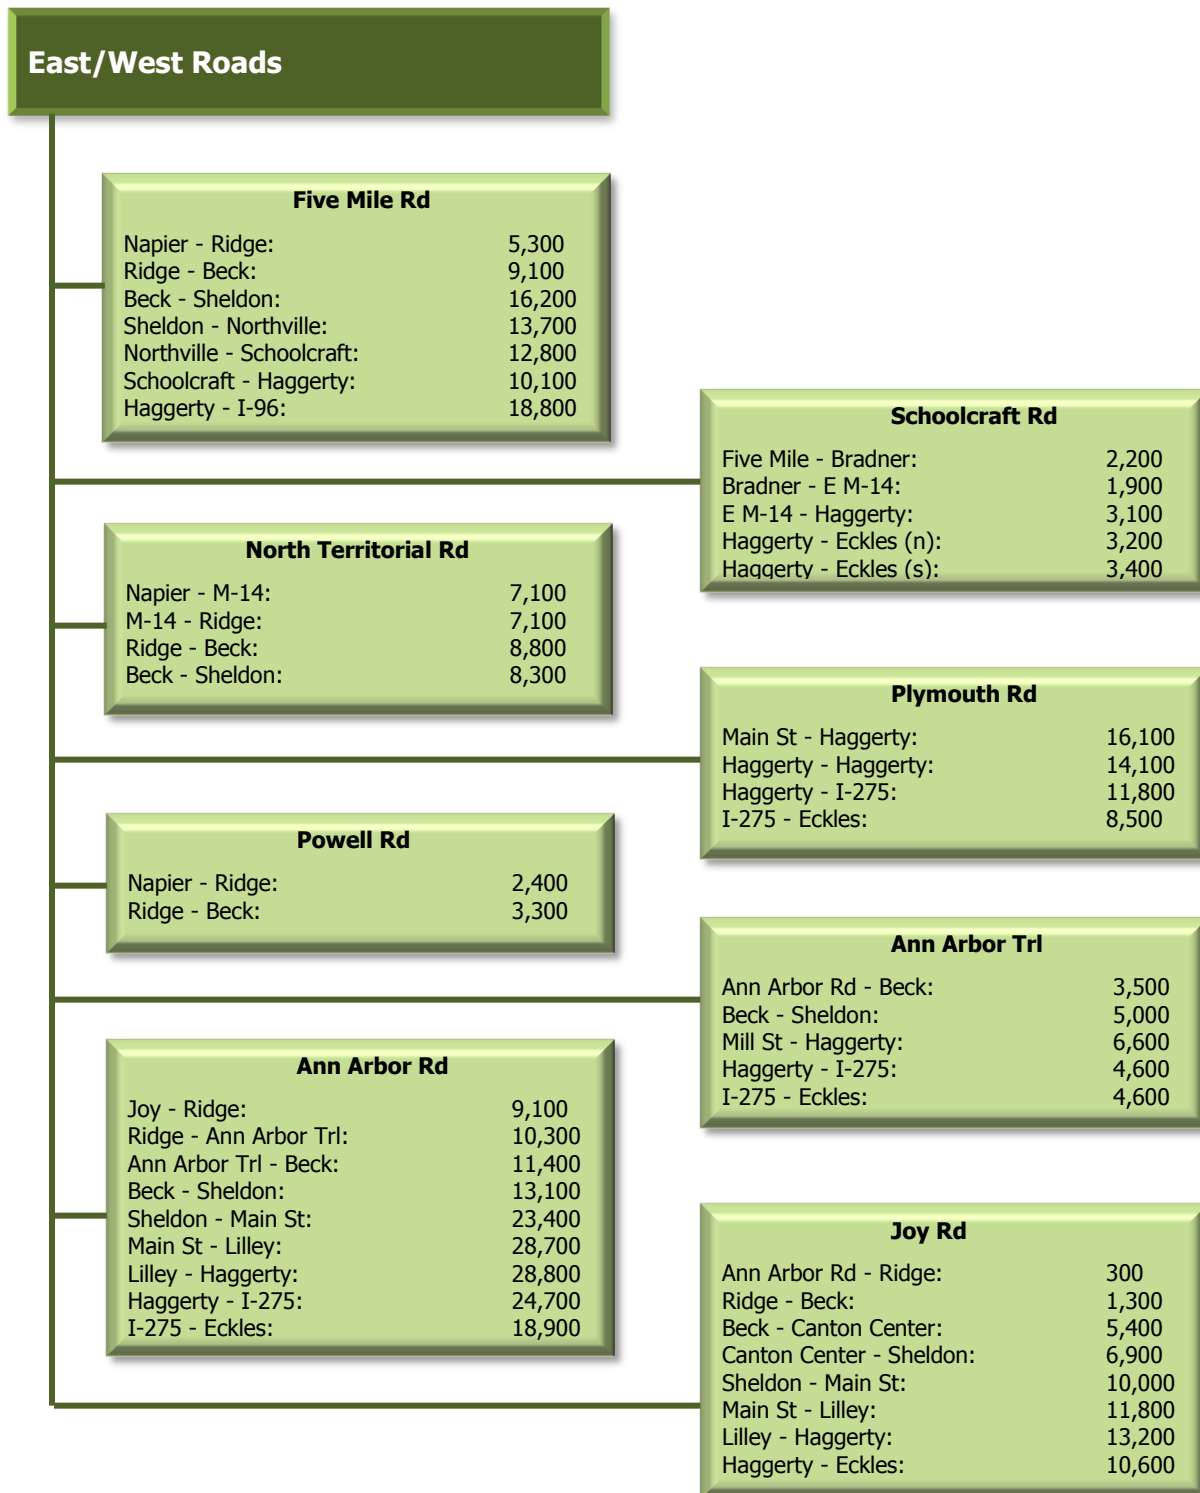 East/West Roads
Five Mile Rd
Napier - Ridge: 5,300
Ridge - Beck: 9,100
Beck - Sheldon: 16,200
Sheldon - Northville: 13,700
Northville - Schoolcraft: 12,800
Schoolcraft - Haggerty: 10,100
Haggerty - I-96: 18,800
Schoolcraft Rd
Five Mile - Bradner: 2,200
Bradner - E M-14: 1,900
E M-14 - Haggerty: 3,100
Haggerty - Eckles (n): 3,200
Haggerty - Eckles (s): 3,400
North Territorial Rd
Napier - M-14: 7,100
M-14 - Ridge: 7,100
Ridge - Beck: 8,800
Beck - Sheldon: 8,300
Plymouth Rd
Main St - Haggerty: 16,100
Haggerty - Haggerty: 14,100
Haggerty - I-275: 11,800
I-275 - Eckles: 8,500
Powell Rd
Napier - Ridge: 2,400
Ridge - Beck: 3,300
Ann Arbor Trl
Ann Arbor Rd - Beck: 3,500
Beck - Sheldon: 5,000
Mill St - Haggerty: 6,600
Haggerty - I-275: 4,600
I-275 - Eckles: 4,600
Ann Arbor Rd
Joy - Ridge: 9,100
Ridge - Ann Arbor Trl: 10,300
Ann Arbor Trl - Beck: 11,400
Beck - Sheldon: 13,100
Sheldon - Main St: 23,400
Main St - Lilley: 28,700
Lilley - Haggerty: 28,800
Haggerty - I-275: 24,700
I-275 - Eckles: 18,900
Joy Rd
Ann Arbor Rd - Ridge: 300
Ridge - Beck: 1,300
Beck - Canton Center: 5,400
Canton Center - Sheldon: 6,900
Sheldon - Main St: 10,000
Main St - Lilley: 11,800
Lilley - Haggerty: 13,200
Haggerty - Eckles: 10,600